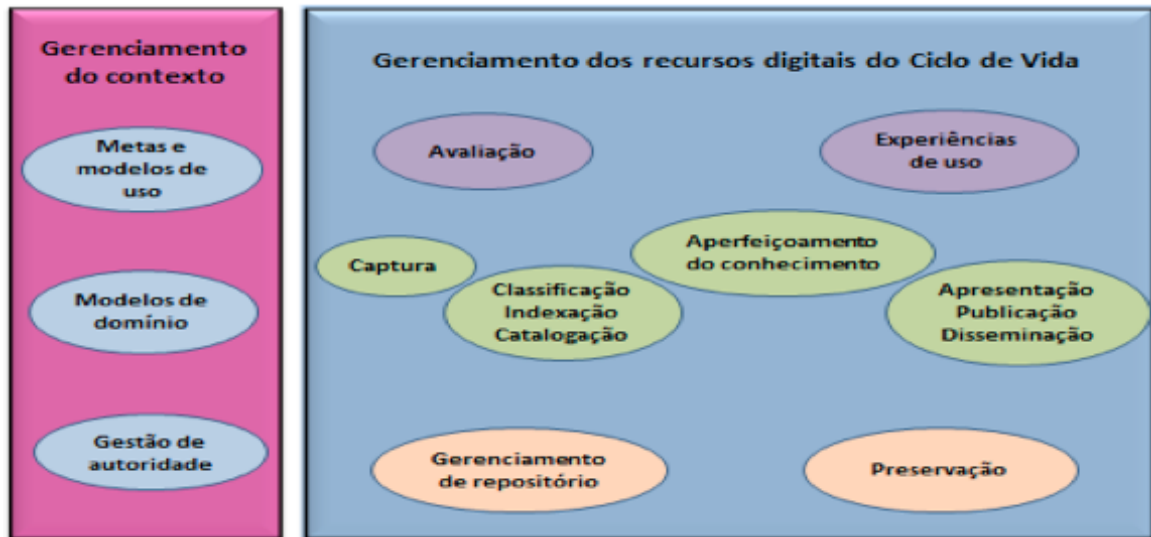 Gerenciamento
do contexto
Metas e
modelos de
uso
Modelos de
domínio
Gestão de
autoridade
Gerenciamento dos recursos digitais do Ciclo de Vida
Avaliação
Experiências
de uso
Captura
Classificação
Indexação
Catalogação
Aperfeiçoamento
do conhecimento
Apresentação
Publicação
Disseminação
Gerenciamento
de repositório
Preservação